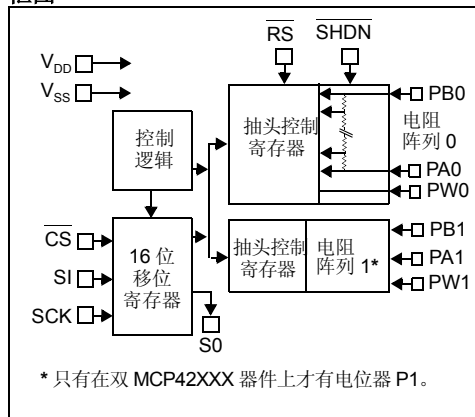 RS SHDN
VDD
VSS
控制
逻辑
抽头控制
寄存器
PB0
电阻
阵列 0
PA0
PW0
CS
SI
SCK
16 位
移位
寄存器
S0
抽头控制
寄存器
电阻
阵列 1*
PB1
PA1
PW1
* 只有在双 MCP42XXX 器件上才有电位器 P1。